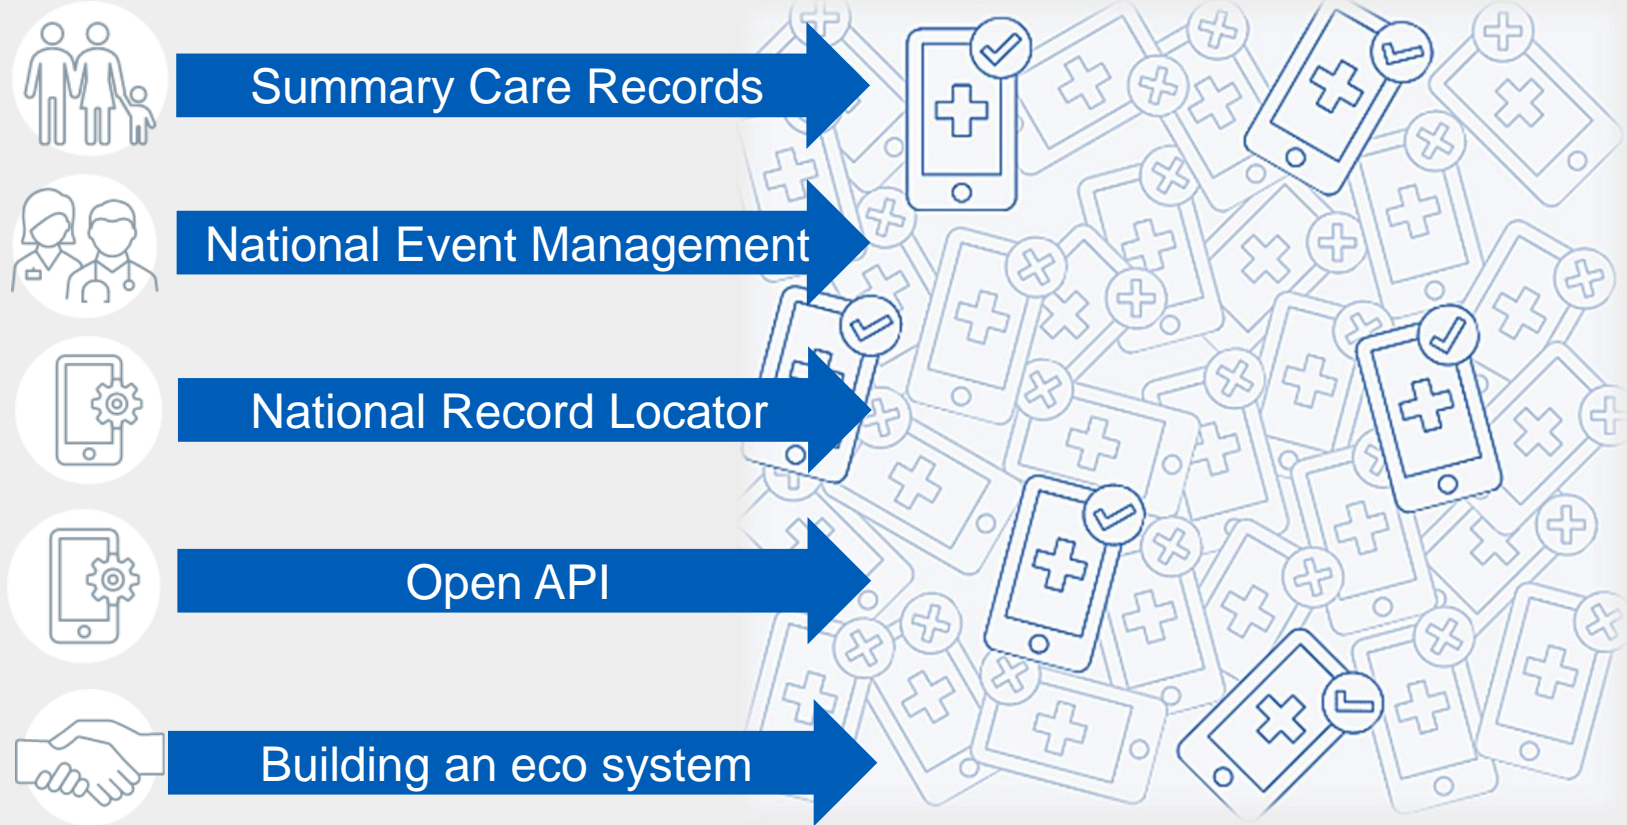 Summary Care Records
National Event Management
National Record Locator
Open API
Building an eco system